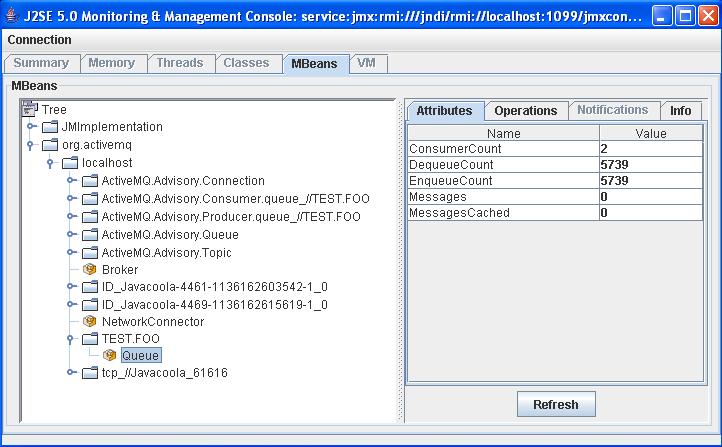 J2SE 5.0 Monitoring & Management Console: service:jmx:rmi:///jndi/rmi://localhost:1099/jmxcon...
Connection
Summary Memory Threads Classes MBeans VM
MBeans
Tree
JMImplementation
org.activemq
localhost
ActiveMQ.Advisory.Connection
ActiveMQ.Advisory.Consumer.queue_//TEST.FOO
ActiveMQ.Advisory.Producer.queue_//TEST.FOO
ActiveMQ.Advisory.Queue
ActiveMQ.Advisory.Topic
Broker
ID_Javacoola-4461-1136162603542-1_0
ID_Javacoola-4469-1136162615619-1_0
NetworkConnector
TEST.FOO
Queue
tcp_//Javacoola_61616
Attributes Operations Notifications Info
Name Value
ConsumerCount 2
DequeueCount 5739
EnqueueCount 5739
Messages 0
MessagesCached 0
Refresh